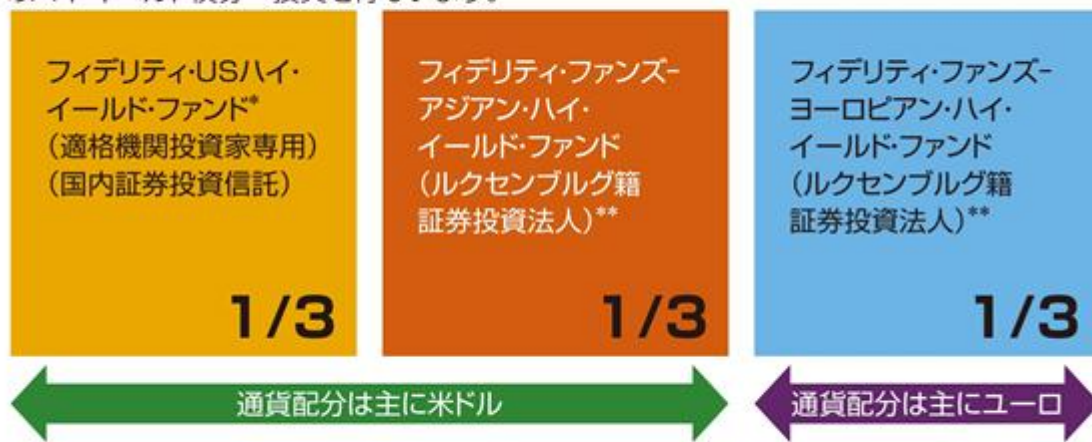 フィデリティ・USハイ・
イールド・ファンド*
(適格機関投資家専用)
(国内証券投資信託)
1/3
フィデリティ・ファンズ−
アジアン・ハイ・
イールド・ファンド
(ルクセンブルグ籍
証券投資法人)**
1/3
フィデリティ・ファンズ−
ヨーロピアン・ハイ・
イールド・ファンド
(ルクセンブルグ籍
証券投資法人)**
1/3
通貨配分は主に米ドル
通貨配分は主にユーロ